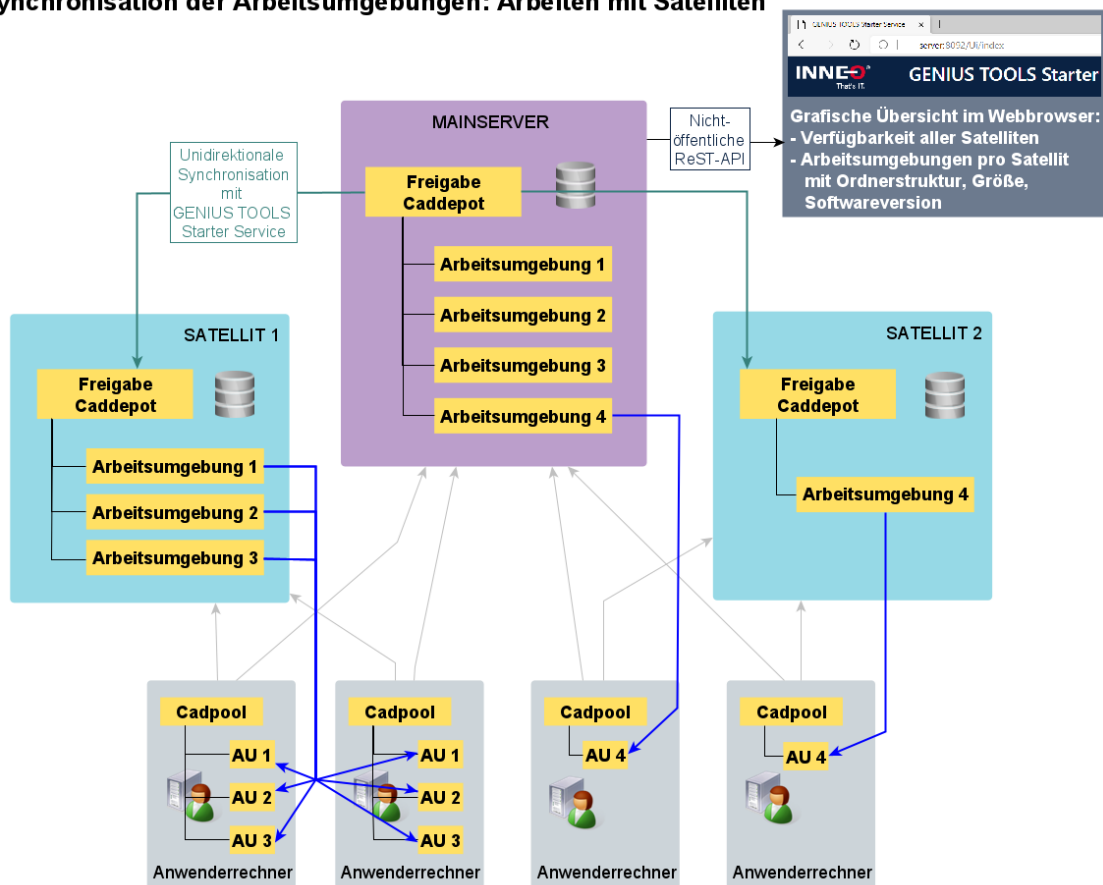 ynchronisation der Arbeitsumgebungen: Arbeiten mit Satelliten
GENIUS TOOLS Starter Service
server:8092/UI/index
INNEO
That's IT.
GENIUS TOOLS Starter
Grafische Übersicht im Webbrowser:
- Verfügbarkeit aller Satelliten
- Arbeitsumgebungen pro Satellit
mit Ordnerstruktur, Größe,
Softwareversion
Nicht-
öffentliche
ReST-API
MAINSERVER
Freigabe
Caddepot
Arbeitsumgebung 1
Arbeitsumgebung 2
Arbeitsumgebung 3
Arbeitsumgebung 4
Unidirektionale
Synchronisation
mit
GENIUS TOOLS
Starter Service
SATELLIT 1
Freigabe
Caddepot
Arbeitsumgebung 1
Arbeitsumgebung 2
Arbeitsumgebung 3
SATELLIT 2
Freigabe
Caddepot
Arbeitsumgebung 4
Cadpool
AU 1
AU 2
AU 3
Anwenderrechner
Cadpool
AU 1
AU 2
AU 3
Anwenderrechner
Cadpool
AU 4
Anwenderrechner
Cadpool
AU 4
Anwenderrechner